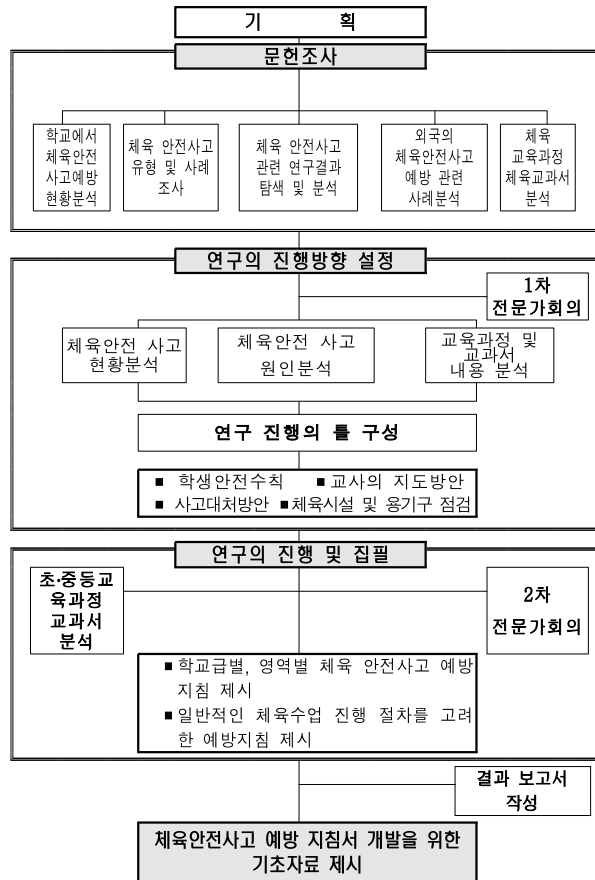 기 획
문헌조사
학교에서
체육안전
사고예방
현황분석
체육 안전사고
유형 및 사례
조사
체육 안전사고
관련 연구결과
탐색 및 분석
외국의
체육안전사고
예방 관련
사례분석
체육
교육과정
체육교과서
분석
연구의 진행방향 설정
1차
전문가회의
체육안전 사고
현황분석
체육안전 사고
원인분석
교육과정 및
교과서
내용 분석
연구 진행의 틀 구성
■ 학생안전수칙 ■ 교사의 지도방안
■ 사고대처방안 ■체육시설 및 용기구 점검
연구의 진행 및 집필
초·중등교
육과정
교과서
분석
2차
전문가회의
■ 학교급별, 영역별 체육 안전사고 예방
지침 제시
■ 일반적인 체육수업 진행 절차를 고려
한 예방지침 제시
결과 보고서
작성
체육안전사고 예방 지침서 개발을 위한
기초자료 제시